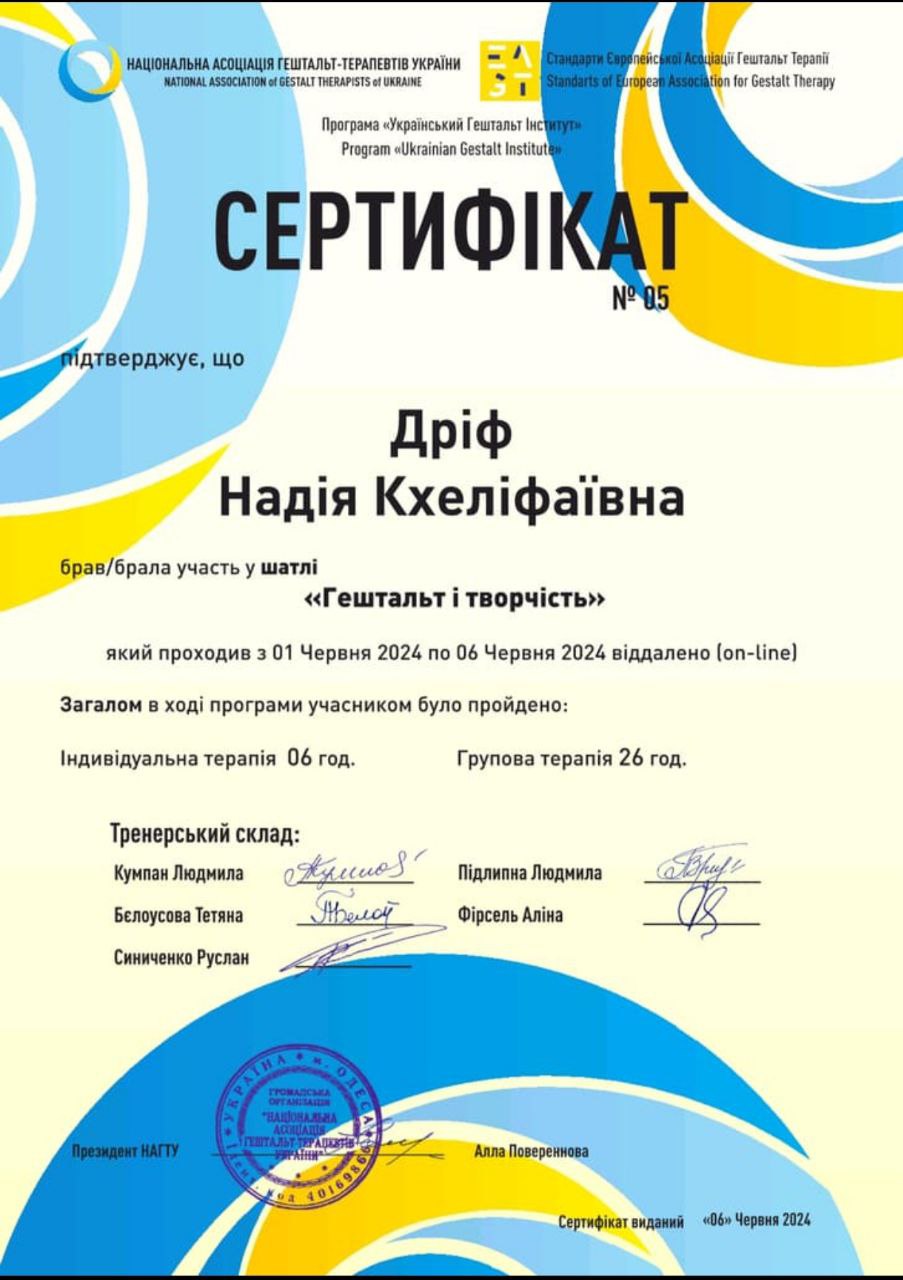 НАЦІОНАЛЬНА АСОЦІАЦІЯ ГЕШТАЛЬТ-ТЕРАПЕВТІВ УКРАЇНИ
NATIONAL ASSOCIATION of GESTALT THERAPISTS of UKRAINE
EAGT
Стандарти Європейської Асоціації Гештальт Терапії
Standarts of European Association for Gestalt Therapy
Програма «Український Гештальт Інститут»
Program «Ukrainian Gestalt Institute»
СЕРТИФІКАТ
№ 05
підтверджує, що
Дріф
Надія Кхеліфаївна
брав/брала участь у шатлі
«Гештальт і творчість»
який проходив з 01 Червня 2024 по 06 Червня 2024 віддалено (on-line)
Загалом в ході програми учасником було пройдено:
Індивідуальна терапія 06 год. Групова терапія 26 год.
Тренерський склад:
Кумпан Людмила Підлипна Людмила
Бєлоусова Тетяна Фірсель Аліна
Синиченко Руслан
УКРАЇНА * м. ОДЕСА
ГРОМАДСЬКА
ОРГАНІЗАЦІЯ
"НАЦІОНАЛЬНА
АСОЦІАЦІЯ
ГЕШТАЛЬТ-ТЕРАПЕВТІВ
УКРАЇНИ"
Ідент. код 40169866
Президент НАГТУ Алла Повереннова
Сертифікат виданий «06» Червня 2024